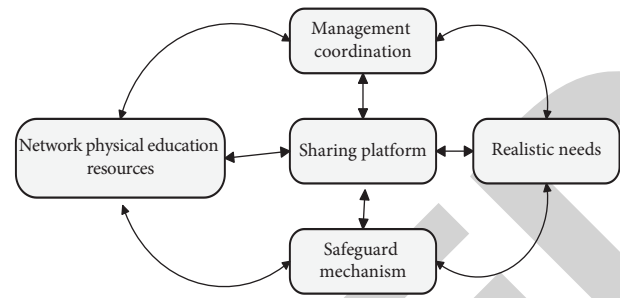 Management
coordination
Network physical education
resources
Sharing platform
Realistic needs
Safeguard
mechanism